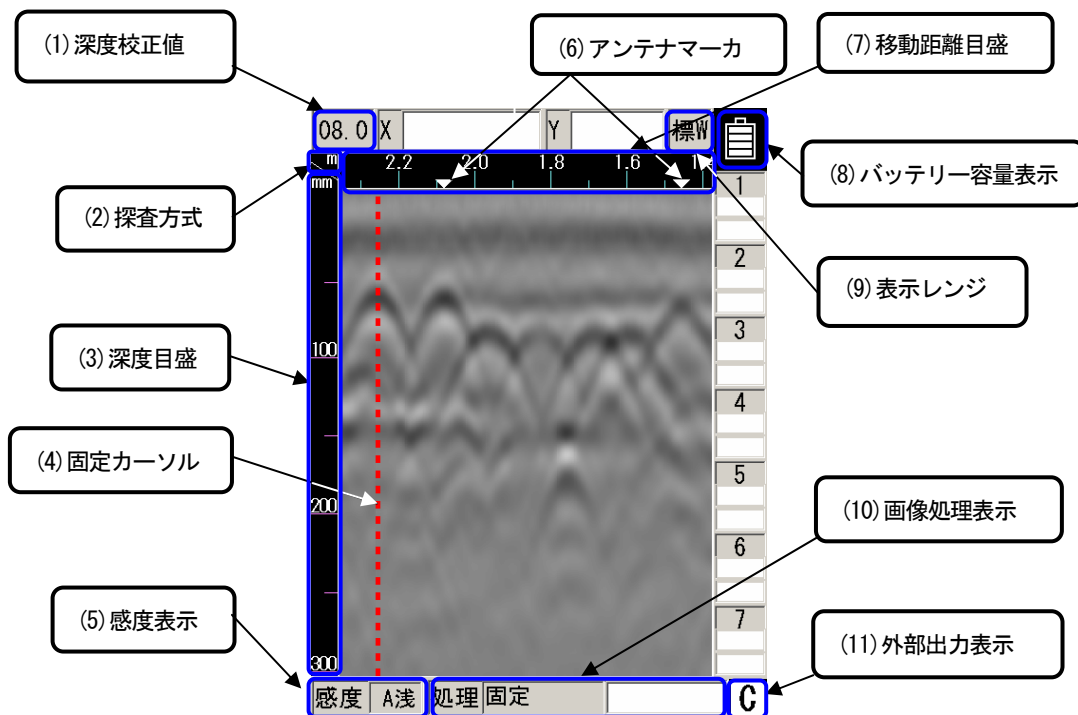 (1)深度校正値
(6)アンテナマーカ
(7)移動距離目盛
08.0 X Y 標W
m 2.2 2.0 1.8 1.6
mm
1
(8)バッテリー容量表示
(2)探査方式
2
(9)表示レンジ
3
(3)深度目盛
100
4
(4)固定カーソル
5
200
(10)画像処理表示
6
(5)感度表示
7
(11)外部出力表示
300
感度 A浅 処理 固定 C